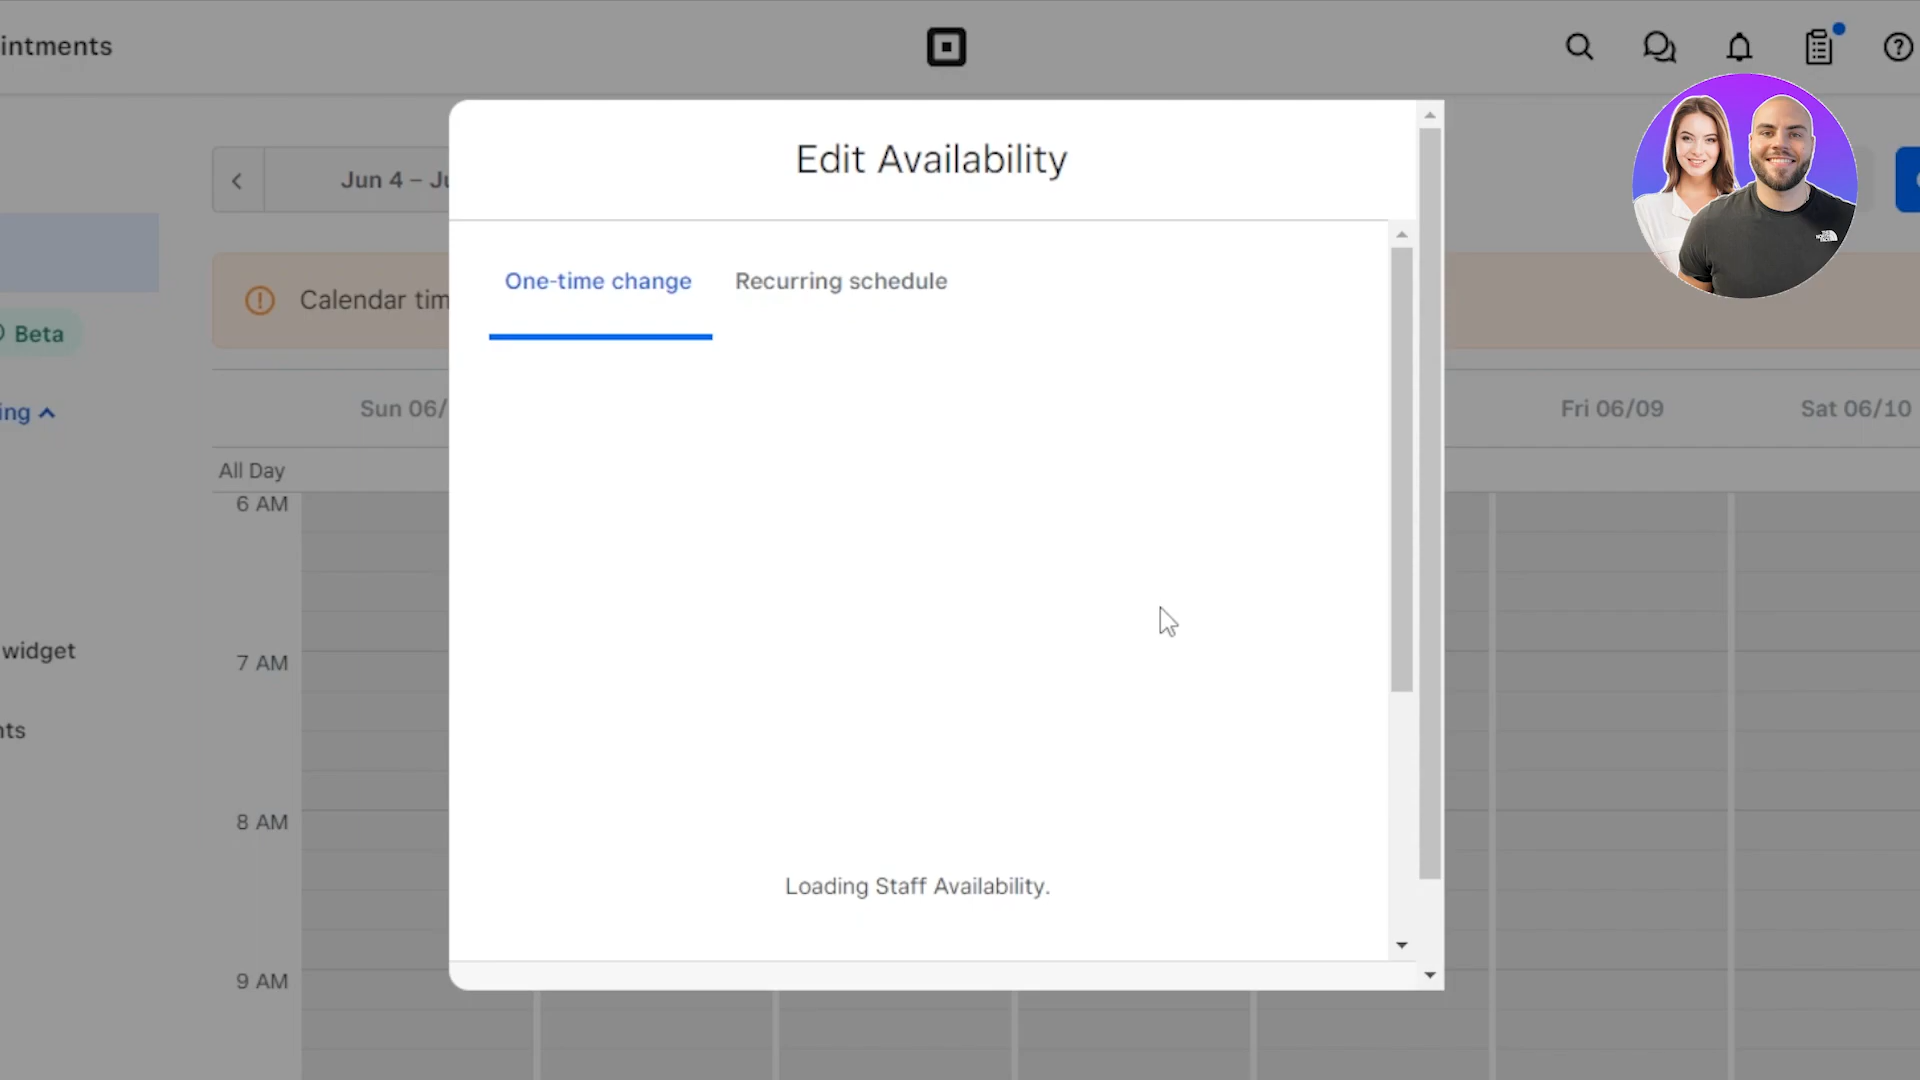 intments
Edit Availability
Jun 4 – Ju
One-time change
Recurring schedule
Calendar tim
Beta
ing
Sun 06/
Fri 06/09
Sat 06/10
All Day
6 AM
7 AM
widget
nts
8 AM
Loading Staff Availability.
9 AM